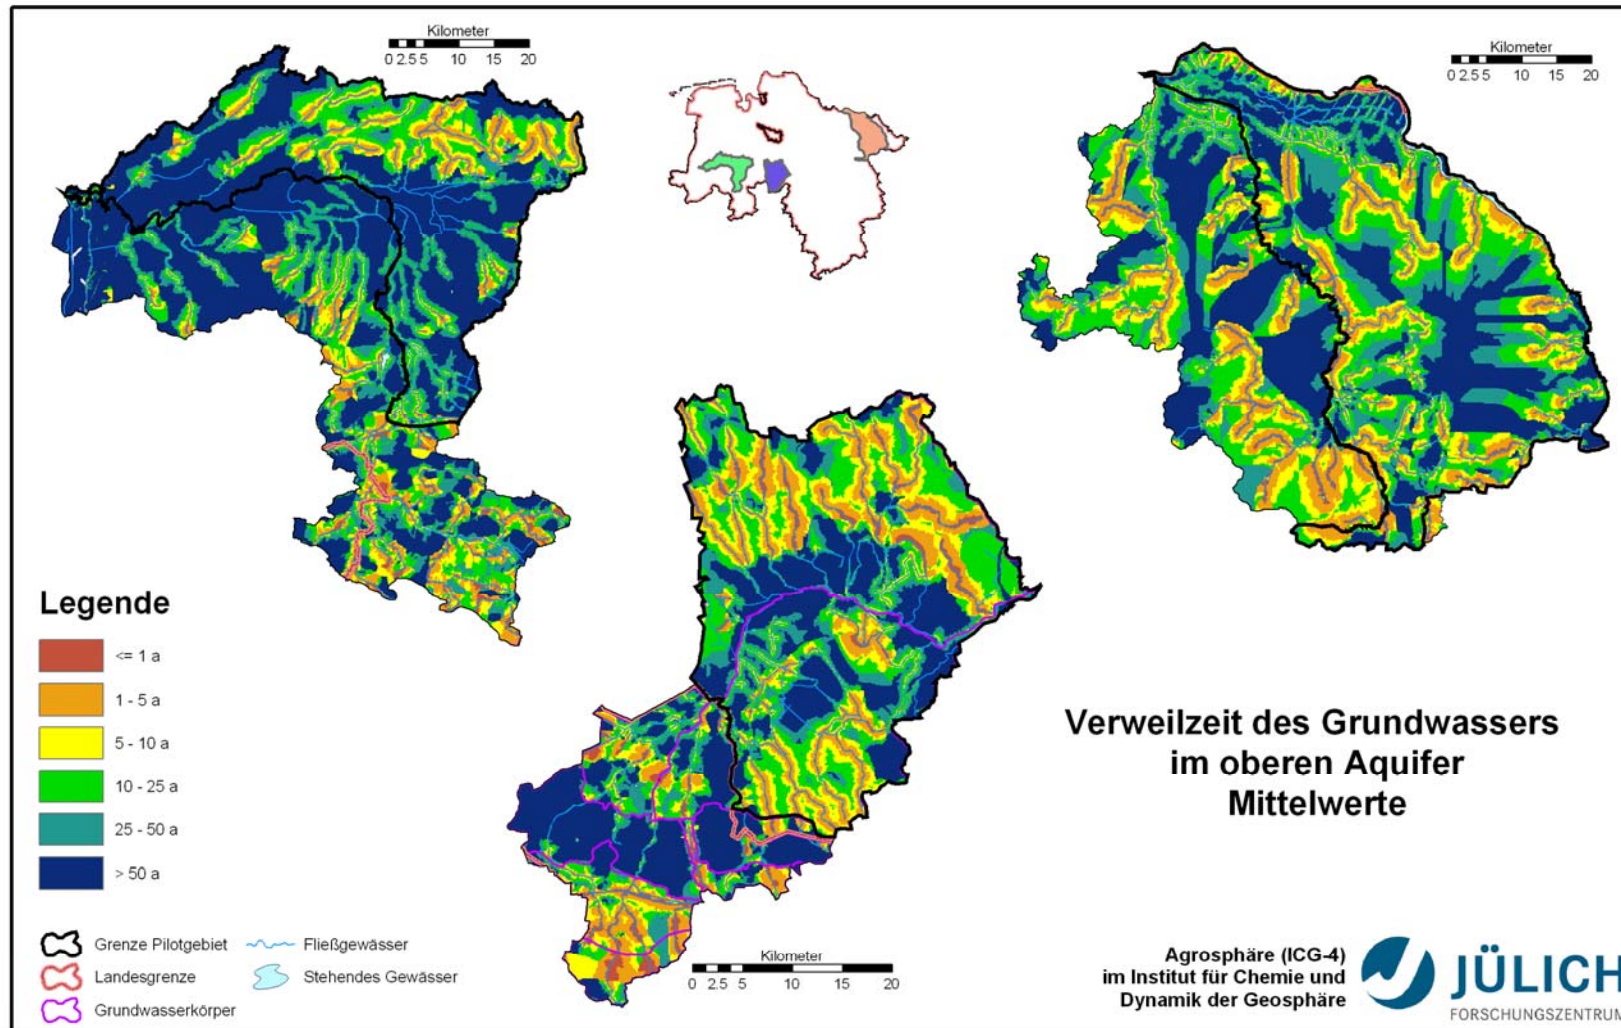 Kilometer
0 2.5 5 10 15 20
Kilometer
0 2.5 5 10 15 20
Legende
<= 1 a
1 - 5 a
5 - 10 a
10 - 25 a
25 - 50 a
> 50 a
Grenze Pilotgebiet
Fließgewässer
Landesgrenze
Stehendes Gewässer
Grundwasserkörper
Kilometer
0 2.5 5 10 15 20
Verweilzeit des Grundwassers
im oberen Aquifer
Mittelwerte
Agrosphäre (ICG-4)
im Institut für Chemie und
Dynamik der Geosphäre
JÜLICH
FORSCHUNGSZENTRUM